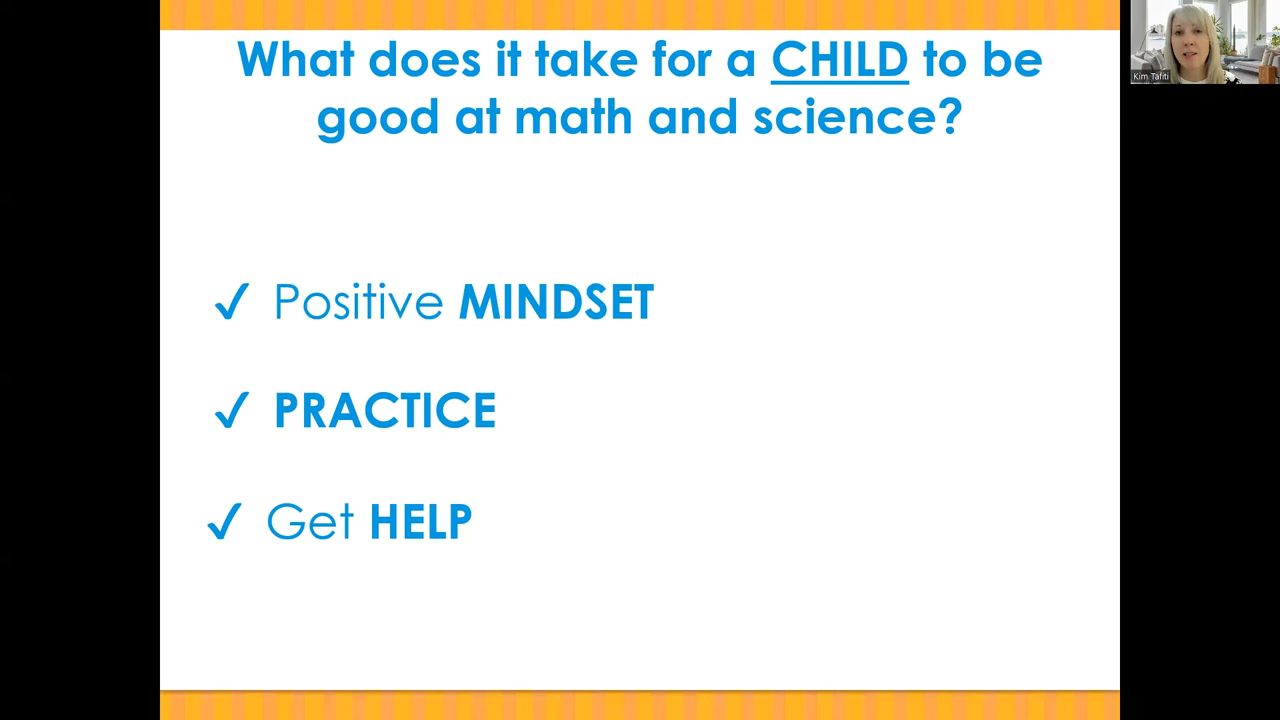 What does it take for a CHILD to be
good at math and science?
✓ Positive MINDSET
✓ PRACTICE
✓ Get HELP
Kim Tafiti